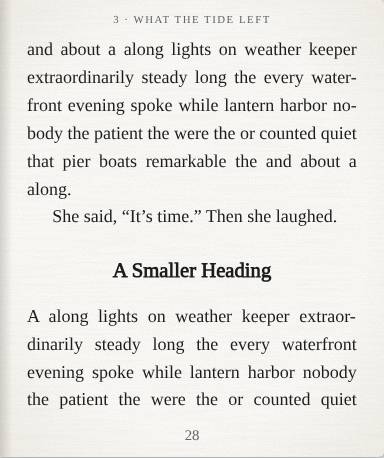 3 · WHAT THE TIDE LEFT
and about a along lights on weather keeper
extraordinarily steady long the every water-
front evening spoke while lantern harbor no-
body the patient the were the or counted quiet
that pier boats remarkable the and about a
along.
She said, “It’s time.” Then she laughed.
A Smaller Heading
A along lights on weather keeper extraor-
dinarily steady long the every waterfront
evening spoke while lantern harbor nobody
the patient the were the or counted quiet
28